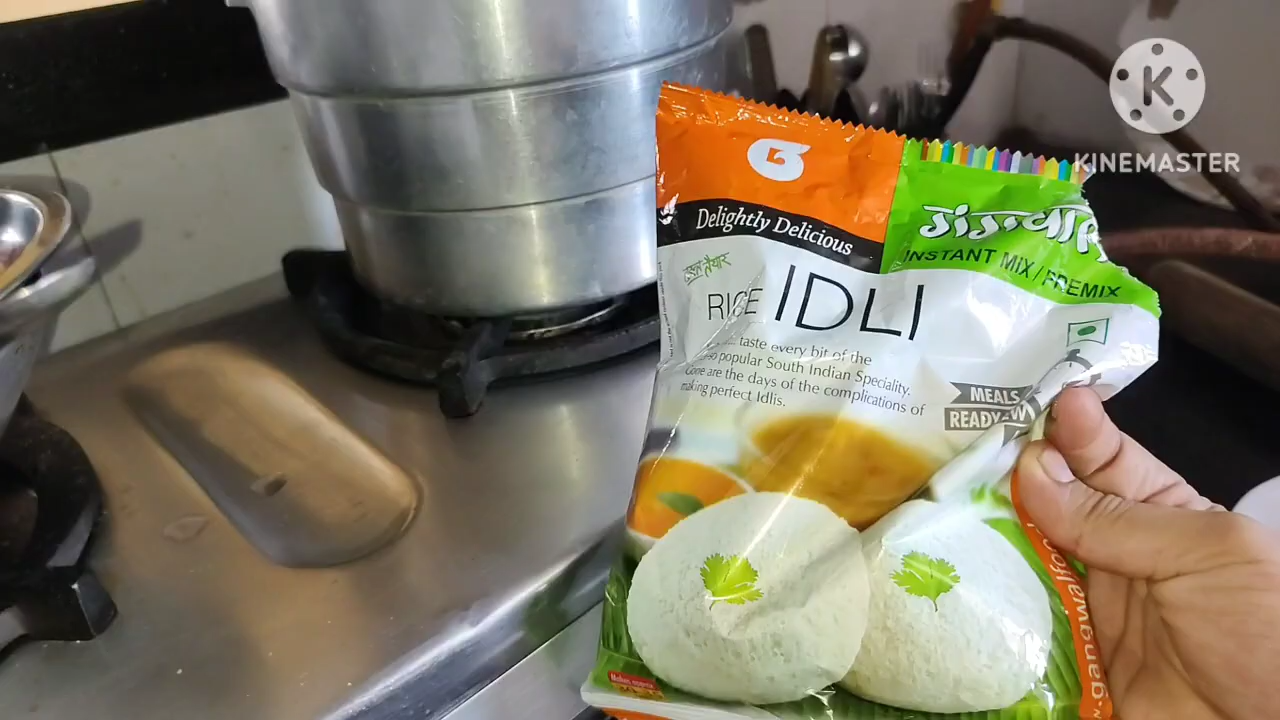 K
KINEMASTER
Delightly Delicious
गंगवाल
INSTANT MIX / PREMIX
RICE IDLI
taste every bit of the
popular South Indian Speciality.
Gone are the days of the complications of
making perfect Idlis.
MEALS
READY